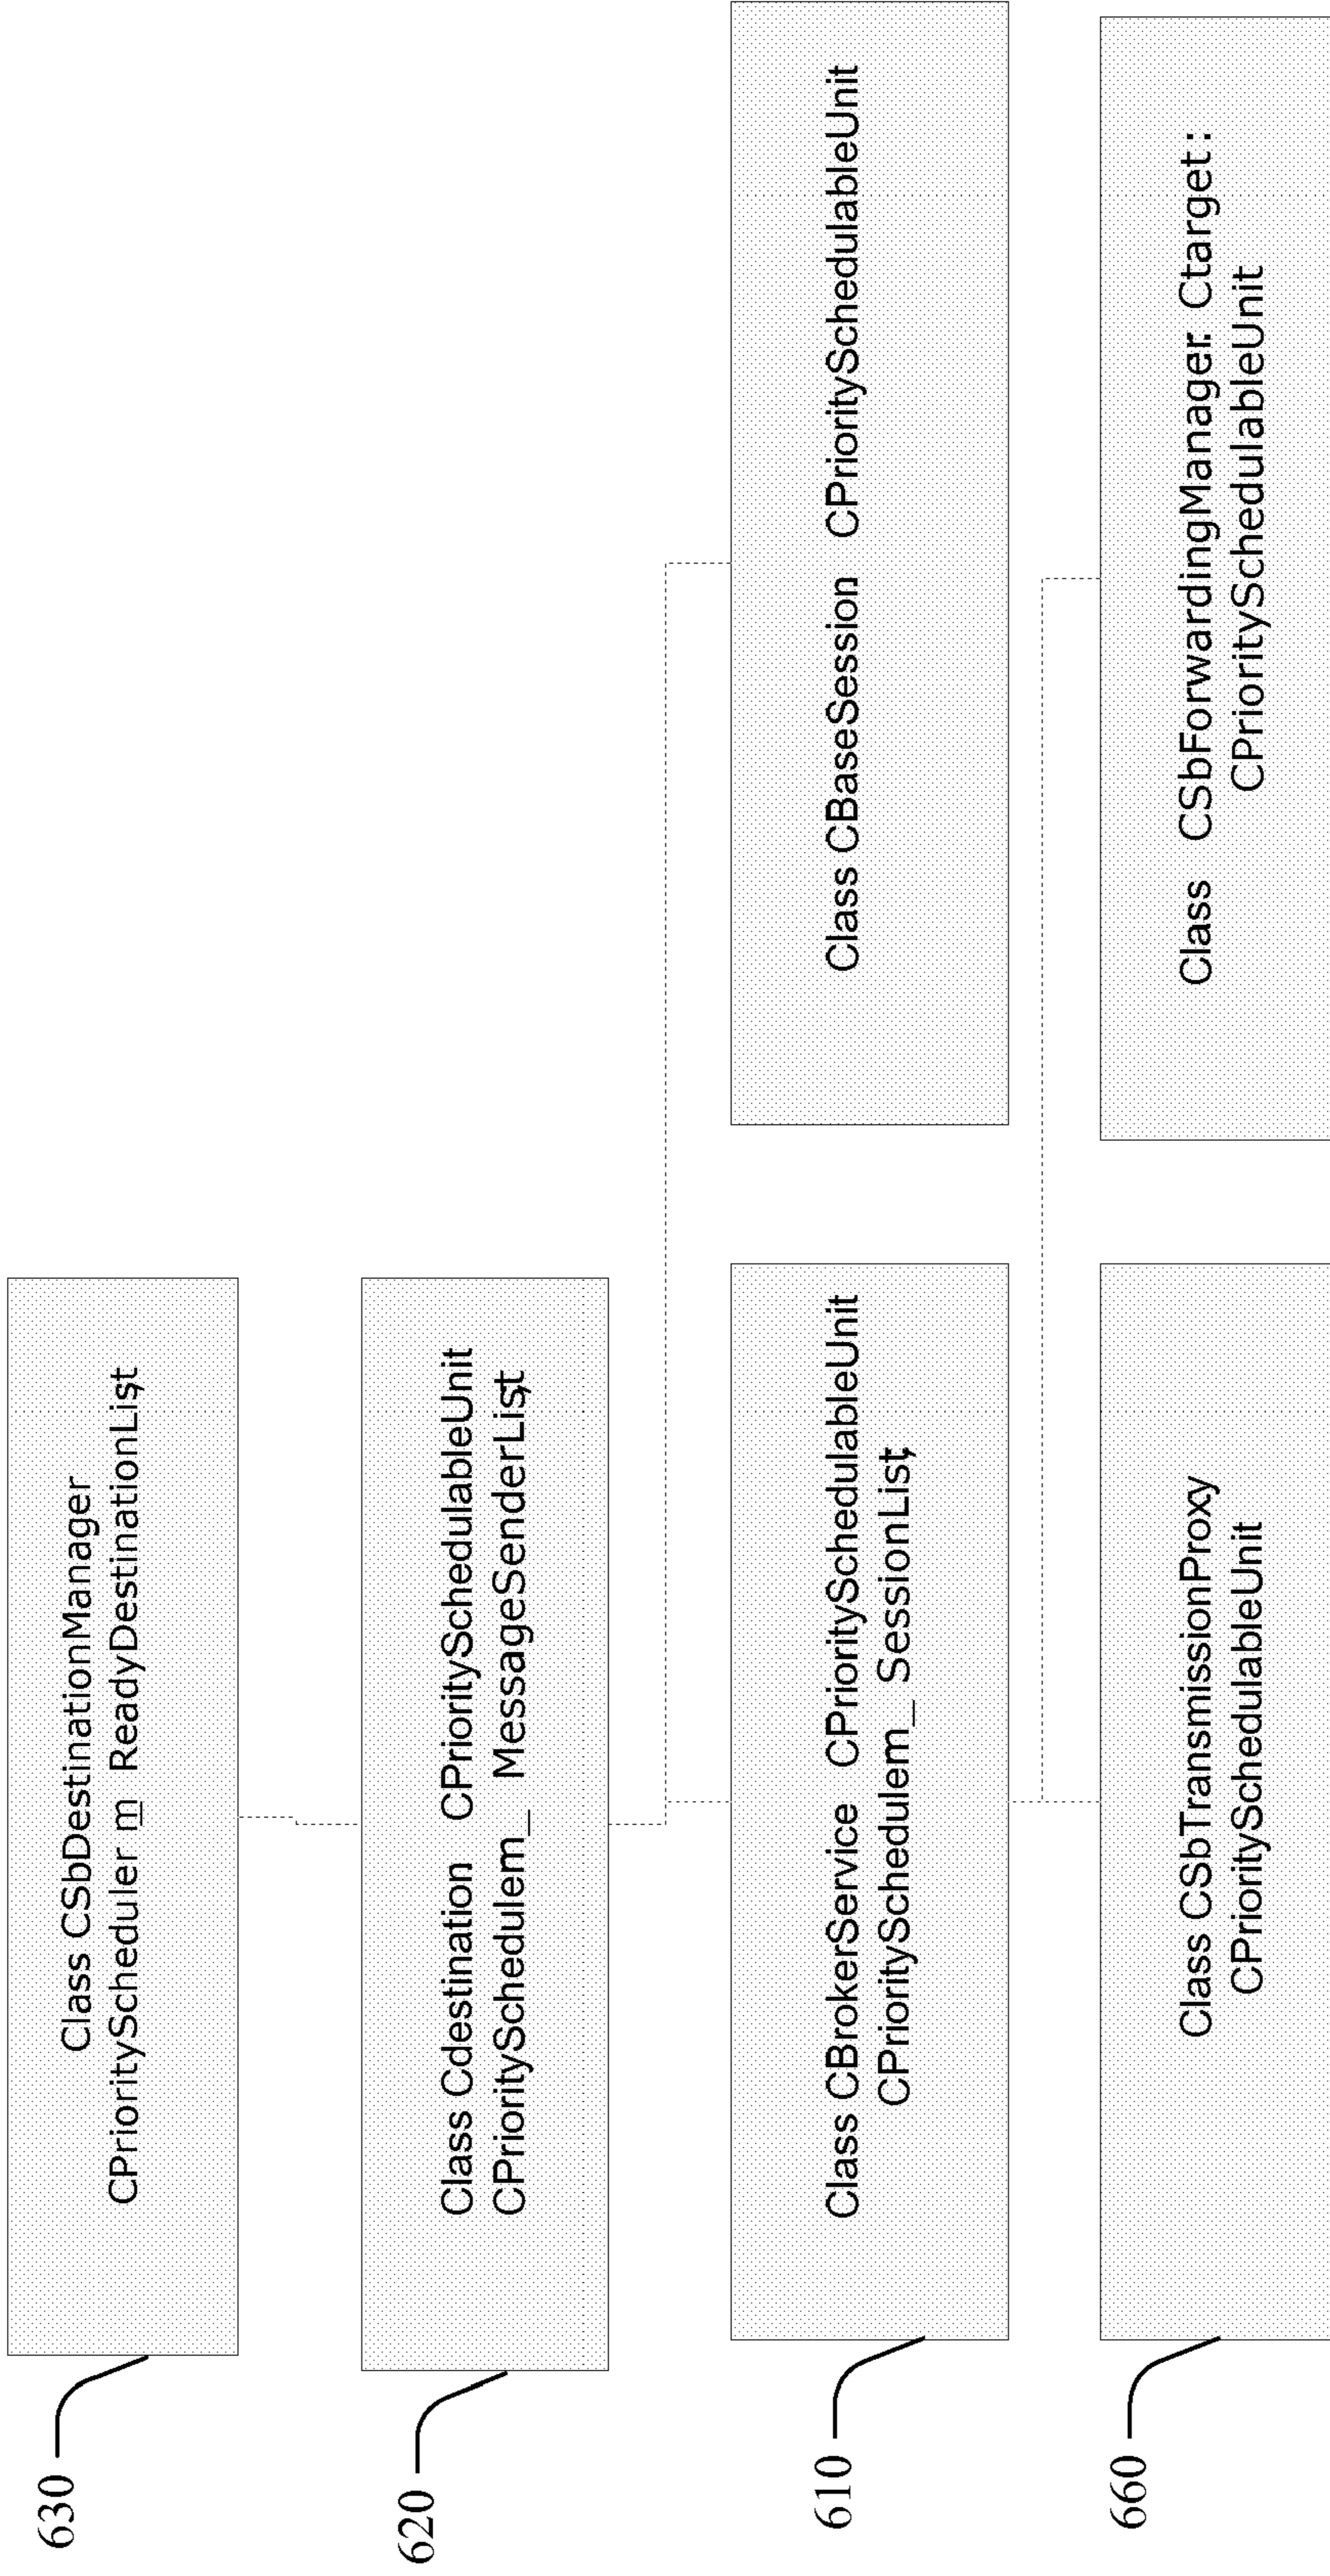 630
Class CSbDestinationManager
CPriorityScheduler m_ReadyDestinationList;
620
Class Cdestination CPrioritySchedulableUnit
CPrioritySchedulem_ MessageSenderList;
610
Class CBrokerService CPrioritySchedulableUnit
CPrioritySchedulem_ SessionList;
Class CBaseSession CPrioritySchedulableUnit
660
Class CSbTransmissionProxy
CPrioritySchedulableUnit
Class CSbForwardingManager. Ctarget :
CPrioritySchedulableUnit